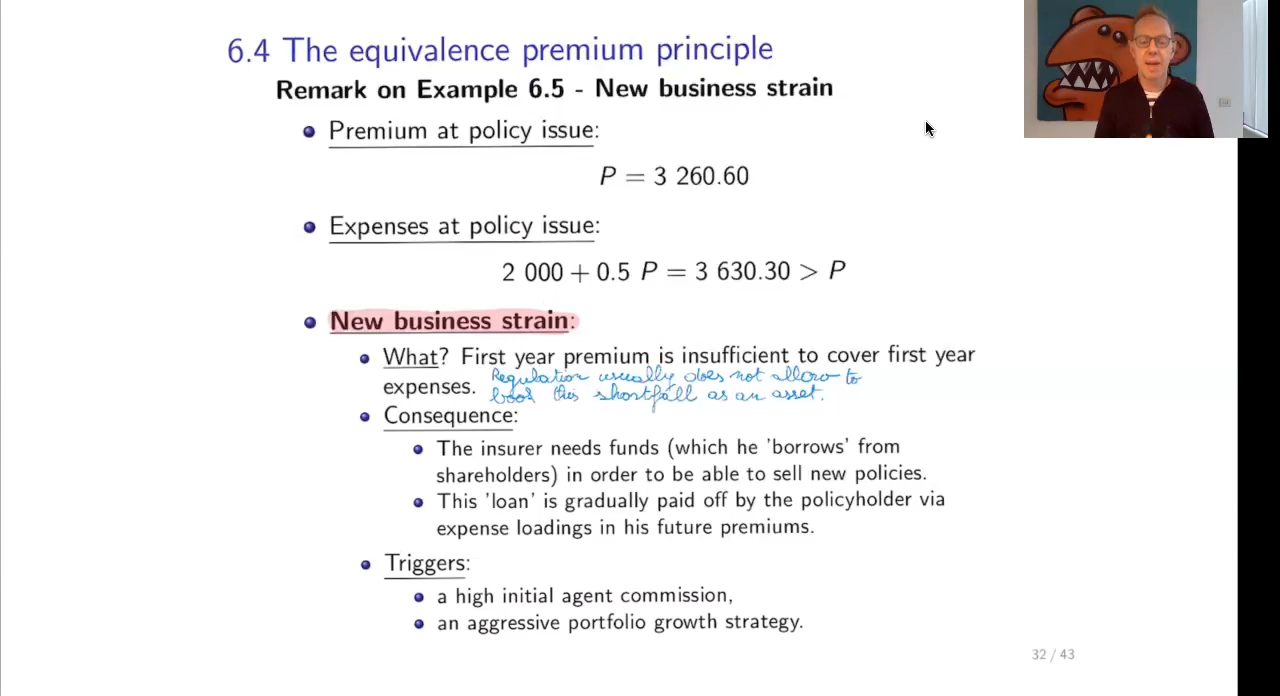 6.4 The equivalence premium principle
Remark on Example 6.5 - New business strain
Premium at policy issue:
P = 3 260.60
Expenses at policy issue:
2 000 + 0.5 P = 3 630.30 > P
New business strain:
What? First year premium is insufficient to cover first year
expenses. Regulation usually does not allow to
book this shortfall as an asset.
Consequence:
The insurer needs funds (which he 'borrows' from
shareholders) in order to be able to sell new policies.
This 'loan' is gradually paid off by the policyholder via
expense loadings in his future premiums.
Triggers:
a high initial agent commission,
an aggressive portfolio growth strategy.
32 / 43